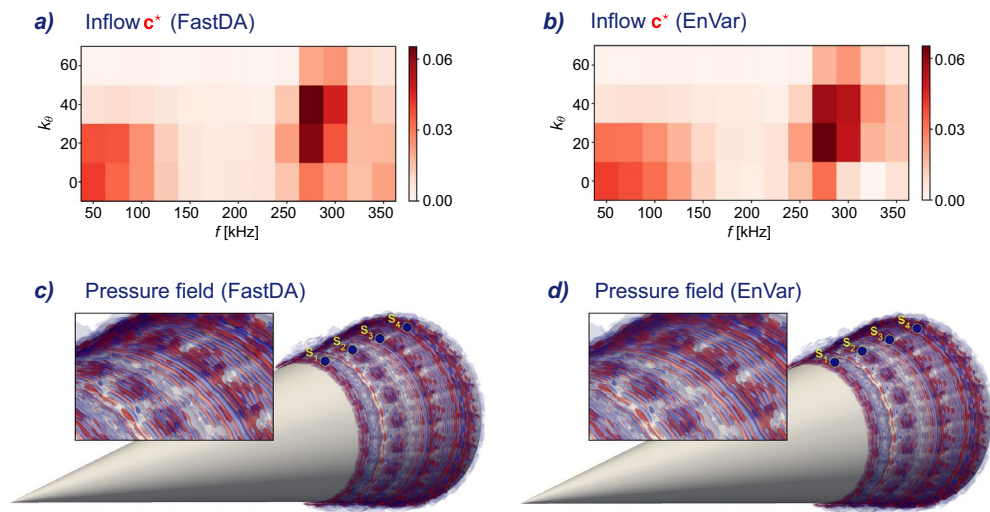 a) Inflow c* (FastDA)
60
40
20
0
kθ
50 100 150 200 250 300 350
f [kHz]
0.06
0.03
0.00
b) Inflow c* (EnVar)
60
40
20
0
kθ
50 100 150 200 250 300 350
f [kHz]
0.06
0.03
0.00
c) Pressure field (FastDA)
S1
S2
S3
S4
d) Pressure field (EnVar)
S1
S2
S3
S4